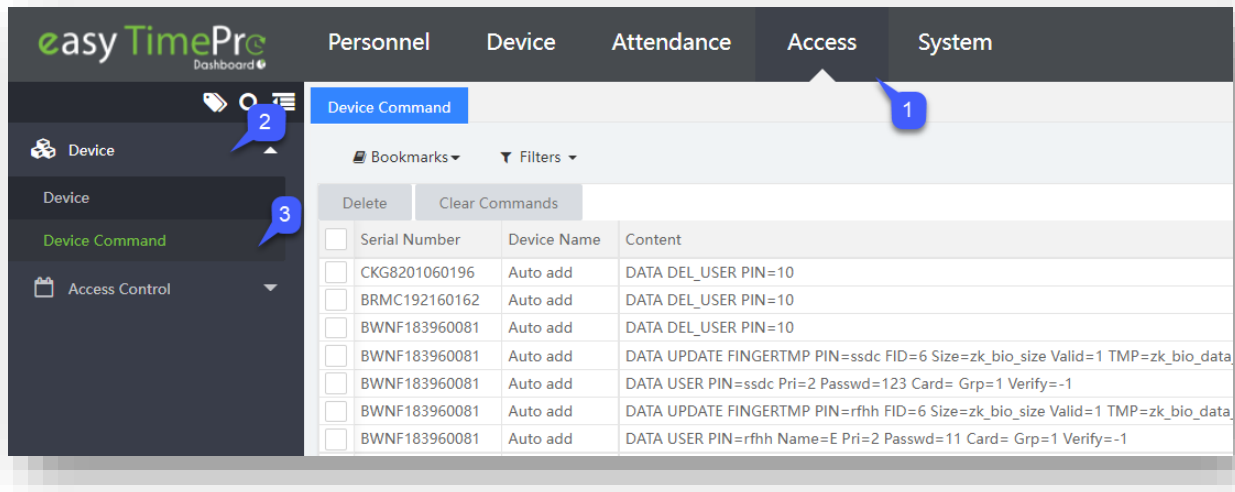 easy TimePro Personnel Device Attendance Access System
Dashboard
Device Command
1
2
Device
Bookmarks Filters
Device
Delete Clear Commands
3
Device Command
Serial Number Device Name Content
CKG8201060196 Auto add DATA DEL_USER PIN=10
Access Control
BRMC192160162 Auto add DATA DEL_USER PIN=10
BWNF183960081 Auto add DATA DEL_USER PIN=10
BWNF183960081 Auto add DATA UPDATE FINGERTMP PIN=ssdc FID=6 Size=zk_bio_size Valid=1 TMP=zk_bio_data_
BWNF183960081 Auto add DATA USER PIN=ssdc Pri=2 Passwd=123 Card= Grp=1 Verify=-1
BWNF183960081 Auto add DATA UPDATE FINGERTMP PIN=rfhh FID=6 Size=zk_bio_size Valid=1 TMP=zk_bio_data_
BWNF183960081 Auto add DATA USER PIN=rfhh Name=E Pri=2 Passwd=11 Card= Grp=1 Verify=-1